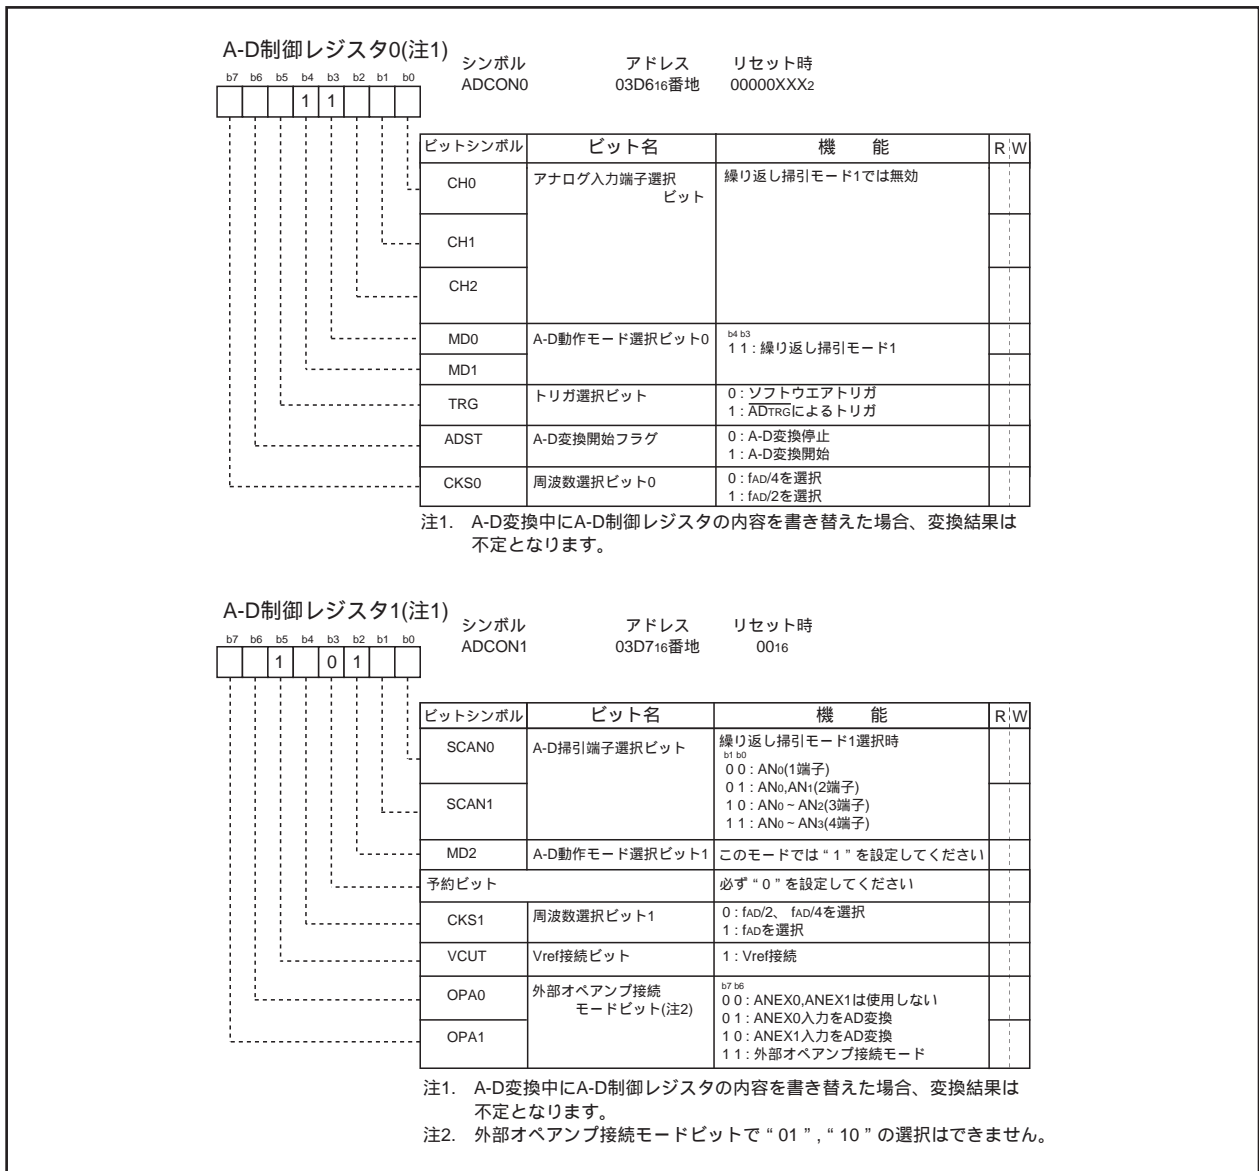 A-D制御レジスタ0(注1)
シンボル アドレス リセット時
ADCON0 03D616番地 00000XXX2
b7 b6 b5 b4 b3 b2 b1 b0
1 1
ビットシンボル ビット名 機 能 R W
CH0 アナログ入力端子選択 繰り返し掃引モード1では無効
ビット
CH1
CH2
MD0 A-D動作モード選択ビット0 b4 b3
1 1 : 繰り返し掃引モード1
MD1
TRG トリガ選択ビット 0 : ソフトウエアトリガ
1 : ADTRGによるトリガ
ADST A-D変換開始フラグ 0 : A-D変換停止
1 : A-D変換開始
CKS0 周波数選択ビット0 0 : fAD/4を選択
1 : fAD/2を選択
注1. A-D変換中にA-D制御レジスタの内容を書き替えた場合、変換結果は
不定となります。
A-D制御レジスタ1(注1)
シンボル アドレス リセット時
ADCON1 03D716番地 0016
b7 b6 b5 b4 b3 b2 b1 b0
1 0 1
ビットシンボル ビット名 機 能 R W
SCAN0 A-D掃引端子選択ビット 繰り返し掃引モード1選択時
b1 b0
0 0 : AN0(1端子)
0 1 : AN0,AN1(2端子)
SCAN1 1 0 : AN0 ~ AN2(3端子)
1 1 : AN0 ~ AN3(4端子)
MD2 A-D動作モード選択ビット1 このモードでは“ 1 ”を設定してください
予約ビット 必ず“ 0 ”を設定してください
CKS1 周波数選択ビット1 0 : fAD/2、 fAD/4を選択
1 : fADを選択
VCUT Vref接続ビット 1 : Vref接続
OPA0 外部オペアンプ接続 b7 b6
モードビット(注2) 0 0 : ANEX0,ANEX1は使用しない
0 1 : ANEX0入力をAD変換
OPA1 1 0 : ANEX1入力をAD変換
1 1 : 外部オペアンプ接続モード
注1. A-D変換中にA-D制御レジスタの内容を書き替えた場合、変換結果は
不定となります。
注2. 外部オペアンプ接続モードビットで“ 01 ” , “ 10 ”の選択はできません。